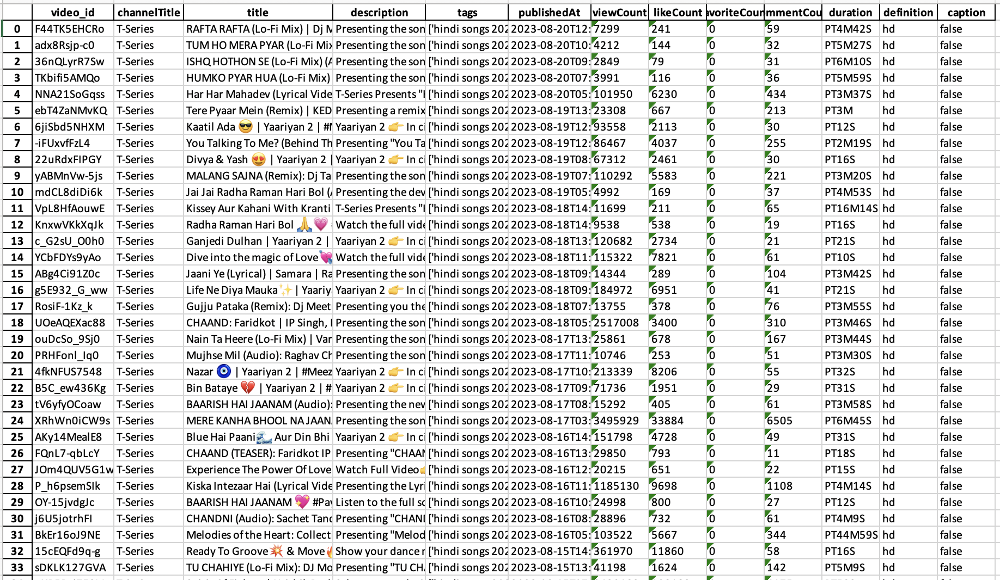 video_id channelTitle title description tags publishedAt viewCount likeCount voriteCoun mmentCou duration definition caption
0 F44TK5EHCRo T-Series RAFTA RAFTA (Lo-Fi Mix) | Dj M Presenting the son ['hindi songs 202 2023-08-20T12: 7299 241 0 59 PT4M42S hd false
1 adx8Rsjp-c0 T-Series TUM HO MERA PYAR (Lo-Fi Mix Presenting the son ['hindi songs 202 2023-08-20T10: 4212 144 0 32 PT5M27S hd false
2 36nQLyrR7Sw T-Series ISHQ HOTHON SE (Lo-Fi Mix) (A Presenting the son ['hindi songs 202 2023-08-20T09: 2849 79 0 31 PT6M10S hd false
3 TKbifi5AMQo T-Series HUMKO PYAR HUA (Lo-Fi Mix) Presenting the son ['hindi songs 202 2023-08-20T07: 3991 116 0 36 PT5M59S hd false
4 NNA21SoGqss T-Series Har Har Mahadev (Lyrical Vide T-Series Presents " ['hindi songs 202 2023-08-20T05: 101950 6230 0 434 PT3M37S hd false
5 ebT4ZaNMvKQ T-Series Tere Pyaar Mein (Remix) | KED Presenting a remix ['hindi songs 202 2023-08-19T13: 23308 667 0 213 PT3M hd false
6 6jiSbd5NHXM T-Series Kaatil Ada 😎 | Yaariyan 2 | #M Yaariyan 2 👉 In ci ['hindi songs 202 2023-08-19T12: 93558 2113 0 30 PT12S hd false
7 -iFUxvfFzL4 T-Series You Talking To Me? (Behind Th Presenting "You Ta ['hindi songs 202 2023-08-19T12: 86467 4037 0 255 PT2M19S hd false
8 22uRdxFIPGY T-Series Divya & Yash 😍 | Yaariyan 2 | Yaariyan 2 👉 In ci ['hindi songs 202 2023-08-19T08: 67312 2461 0 30 PT16S hd false
9 yABMnVw-5js T-Series MALANG SAJNA (Remix): Dj Ta Presenting the son ['hindi songs 202 2023-08-19T07: 110292 5583 0 221 PT3M20S hd false
10 mdCL8diDi6k T-Series Jai Jai Radha Raman Hari Bol (A Presenting the dev ['hindi songs 202 2023-08-19T05: 4992 169 0 37 PT4M53S hd false
11 VpL8HfAouwE T-Series Kissey Aur Kahani With Kranti T-Series Presents " ['hindi songs 202 2023-08-18T14: 11699 211 0 65 PT16M14S hd false
12 KnxwVKkXqJk T-Series Radha Raman Hari Bol 🙏💗 Watch the full vide ['hindi songs 202 2023-08-18T14: 9538 538 0 19 PT16S hd false
13 c_G2sU_O0h0 T-Series Ganjedi Dulhan | Yaariyan 2 | Yaariyan 2 👉 In ci ['hindi songs 202 2023-08-18T13: 120682 2734 0 21 PT21S hd false
14 YCbFDYs9yAo T-Series Dive into the magic of Love💘 Watch the full vide ['hindi songs 202 2023-08-18T11: 115322 7821 0 61 PT10S hd false
15 ABg4Ci91Z0c T-Series Jaani Ye (Lyrical) | Samara | Ra Presenting the son ['hindi songs 202 2023-08-18T09: 14344 289 0 104 PT3M42S hd false
16 g5E932_G_ww T-Series Life Ne Diya Mauka✨ | Yaariy Yaariyan 2 👉 In ci ['hindi songs 202 2023-08-18T09: 184972 6951 0 41 PT21S hd false
17 RosiF-1Kz_k T-Series Gujju Pataka (Remix): Dj Meet Presenting you the ['hindi songs 202 2023-08-18T07: 13755 378 0 76 PT3M55S hd false
18 UOeAQEXac88 T-Series CHAAND: Faridkot | IP Singh, Presenting the son ['hindi songs 202 2023-08-18T05: 2517008 3400 0 310 PT3M46S hd false
19 ouDcSo_9Sj0 T-Series Nain Ta Heere (Lo-Fi Mix) | Var Presenting the son ['hindi songs 202 2023-08-17T13: 25861 678 0 167 PT3M44S hd false
20 PRHFonl_Iq0 T-Series Mujhse Mil (Audio): Raghav Ch Presenting the son ['hindi songs 202 2023-08-17T11: 10746 253 0 51 PT3M30S hd false
21 4fkNFUS7548 T-Series Nazar 🧿 | Yaariyan 2 | #Meez Yaariyan 2 👉 In ci ['hindi songs 202 2023-08-17T10: 213339 8206 0 55 PT32S hd false
22 B5C_ew436Kg T-Series Bin Bataye 💔 | Yaariyan 2 | # Yaariyan 2 👉 In ci ['hindi songs 202 2023-08-17T09: 71736 1951 0 29 PT31S hd false
23 tV6yfyOCoaw T-Series BAARISH HAI JAANAM (Audio): Presenting the new ['hindi songs 202 2023-08-17T08: 15292 405 0 61 PT3M58S hd false
24 XRhWn0iCW9s T-Series MERE KANHA BHOOL NA JAAN Presenting the son ['hindi songs 202 2023-08-17T03: 3495929 33884 0 6505 PT6M45S hd false
25 AKy14MealE8 T-Series Blue Hai Paani🌊 Aur Din Bhi Yaariyan 2 👉 In ci ['hindi songs 202 2023-08-16T14: 151798 4728 0 49 PT31S hd false
26 FQnL7-qbLcY T-Series CHAAND (TEASER): Faridkot IP Presenting "CHAAN ['hindi songs 202 2023-08-16T13: 29850 793 0 11 PT18S hd false
27 JOm4QUV5G1w T-Series Experience The Power Of Love Watch Full Video👉 ['hindi songs 202 2023-08-16T12: 20215 651 0 22 PT15S hd false
28 P_h6psemSIk T-Series Kiska Intezaar Hai (Lyrical Vide Presenting the Lyri ['hindi songs 202 2023-08-16T11: 1185130 9698 0 1108 PT4M14S hd false
29 OY-15jvdgJc T-Series BAARISH HAI JAANAM 💖 #Pay Listen to the full so ['hindi songs 202 2023-08-16T10: 24998 800 0 27 PT12S hd false
30 j6U5jotrhFI T-Series CHANDNI (Audio): Sachet Tand Presenting "CHANI ['hindi songs 202 2023-08-16T08: 28896 732 0 61 PT4M9S hd false
31 BkEr16oJ9NE T-Series Melodies of the Heart: Collecti Presenting "Melod ['hindi songs 202 2023-08-16T05: 103522 5667 0 344 PT44M59S hd false
32 15cEQFd9q-g T-Series Ready To Groove💥 & Move🔥 Show your dance r ['hindi songs 202 2023-08-15T14: 361970 11860 0 58 PT16S hd false
33 sDKLK127GVA T-Series TU CHAHIYE (Lo-Fi Mix): DJ Mo Presenting "TU CH ['hindi songs 202 2023-08-15T13: 41198 1624 0 142 PT5M9S hd false